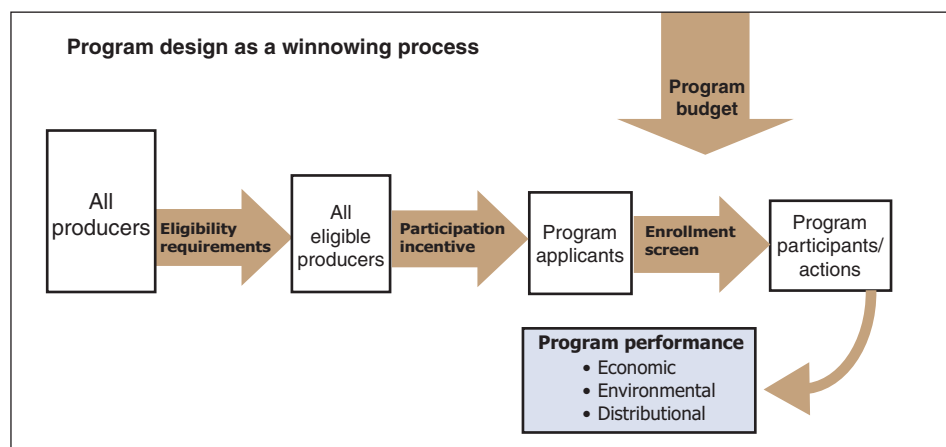 Program design as a winnowing process
Program
budget
All
producers
Eligibility
requirements
All
eligible
producers
Participation
incentive
Program
applicants
Enrollment
screen
Program
participants/
actions
Program performance
• Economic
• Environmental
• Distributional